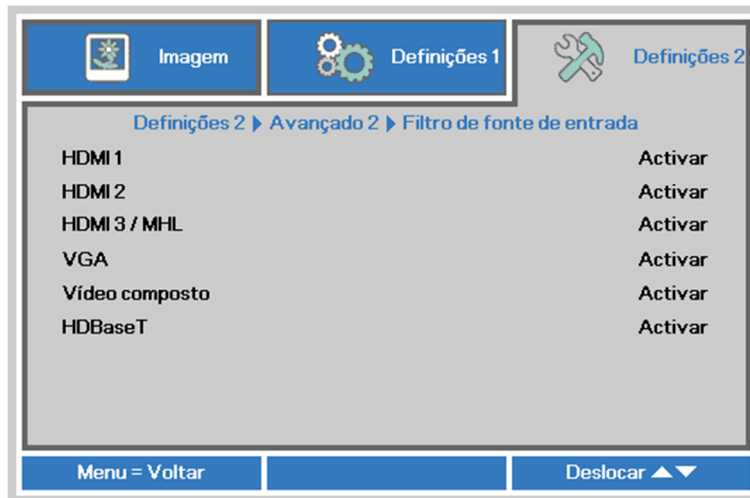 Imagem Definições 1 Definições 2
Definições 2 ▶ Avançado 2 ▶ Filtro de fonte de entrada
HDMI 1 Activar
HDMI 2 Activar
HDMI 3 / MHL Activar
VGA Activar
Vídeo composto Activar
HDBaseT Activar
Menu = Voltar Deslocar ▲▼